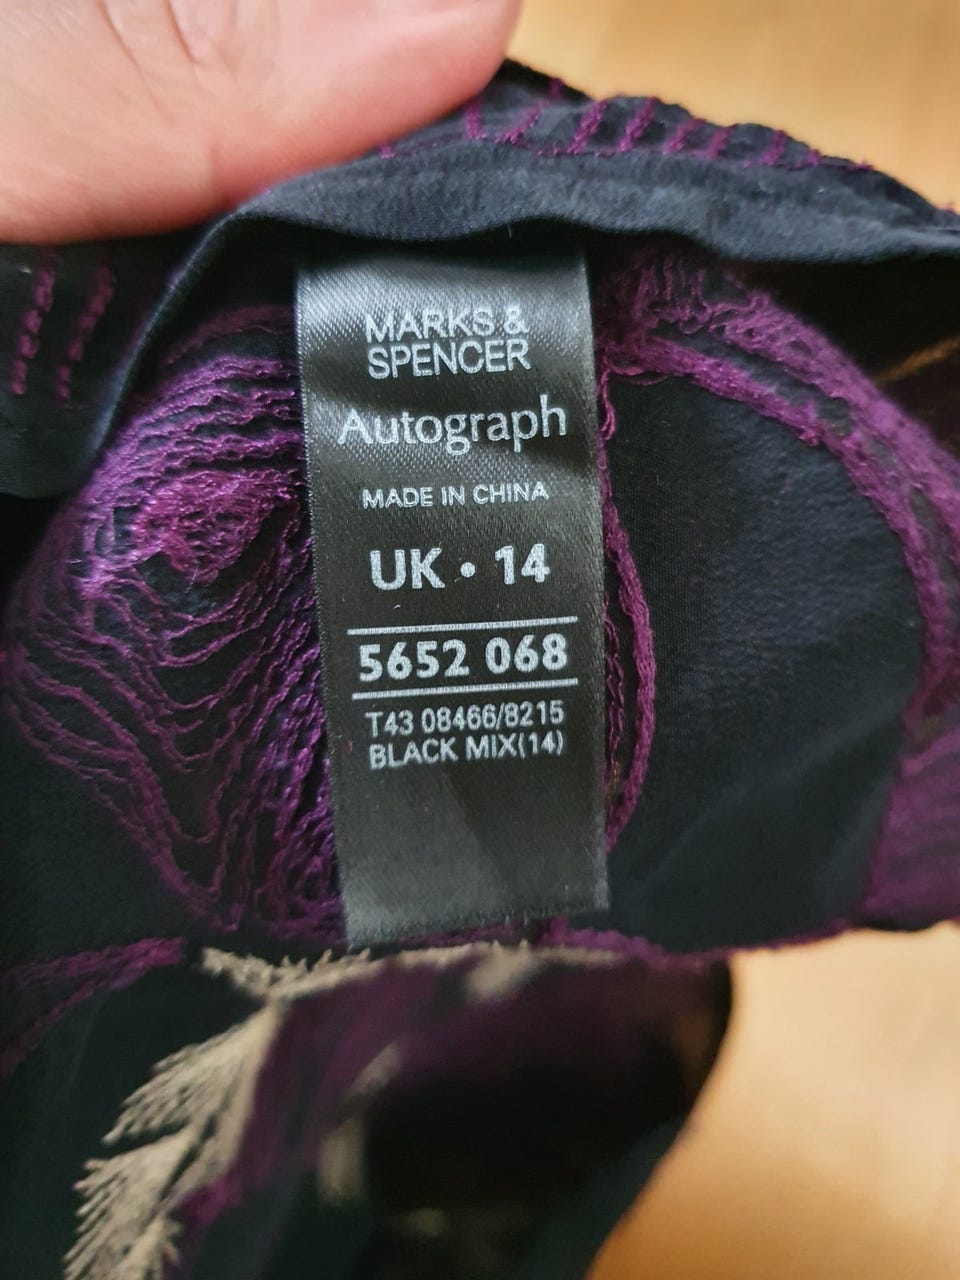 MARKS &
SPENCER
Autograph
MADE IN CHINA
UK • 14
5652 068
T43 08466/8215
BLACK MIX(14)